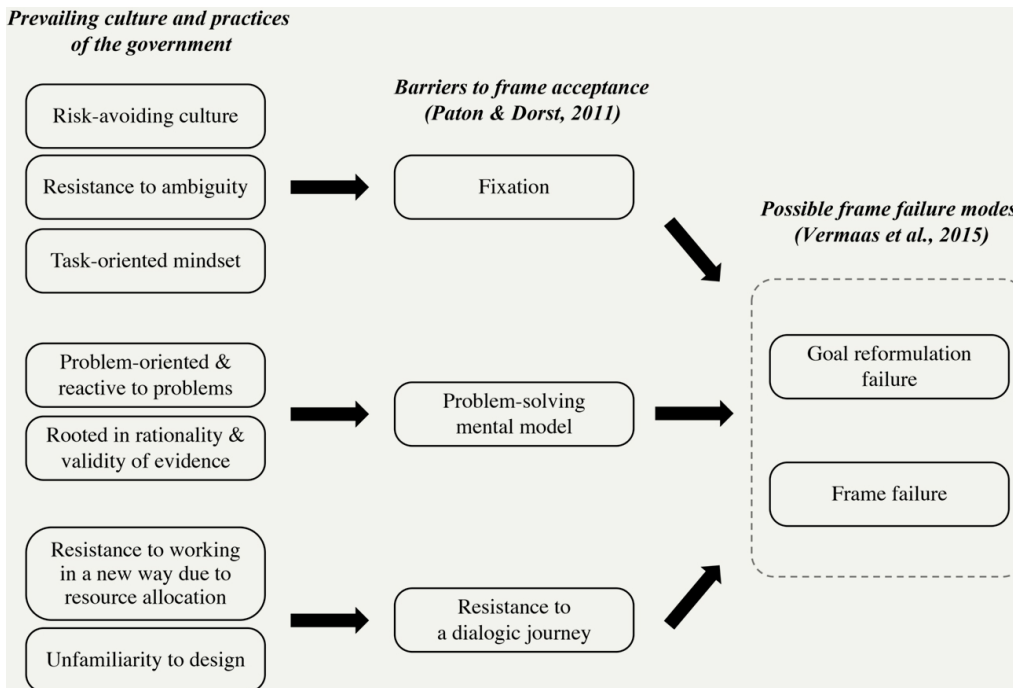 Prevailing culture and practices
of the government
Risk-avoiding culture
Resistance to ambiguity
Task-oriented mindset
Problem-oriented &
reactive to problems
Rooted in rationality &
validity of evidence
Resistance to working
in a new way due to
resource allocation
Unfamiliarity to design
Barriers to frame acceptance
(Paton & Dorst, 2011)
Fixation
Problem-solving
mental model
Resistance to
a dialogic journey
Possible frame failure modes
(Vermaas et al., 2015)
Goal reformulation
failure
Frame failure